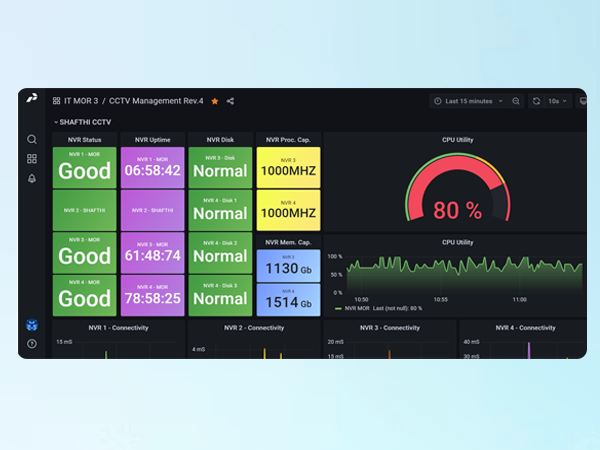 IT MOR 3 / CCTV Management Rev.4
Last 15 minutes
10s
SHAFTHI CCTV
NVR Status
NVR 1 - MOR
Good
NVR 2 - SHAFTHI
NVR 3 - MOR
Good
NVR 4 - MOR
Good
NVR Uptime
NVR 1 - MOR
06:58:42
NVR 2 - SHAFTHI
NVR 3 - MOR
61:48:74
NVR 4 - MOR
78:58:25
NVR Disk
NVR 3 - Disk
Normal
NVR 4 - Disk 1
Normal
NVR 4 - Disk 2
Normal
NVR 4 - Disk 3
Normal
NVR Proc. Cap.
NVR 3
1000MHZ
NVR 4
1000MHZ
NVR Mem. Cap.
NVR 3
1130 Gb
NVR 4
1514 Gb
CPU Utility
80 %
CPU Utility
100 %
50 %
0 %
10:50
10:55
11:00
NVR MOR Last (not null): 80 %
NVR 1 - Connectivity
15 mS
NVR 2 - Connectivity
4 mS
NVR 3 - Connectivity
20 mS
15 mS
NVR 4 - Connectivity
40 mS
30 mS